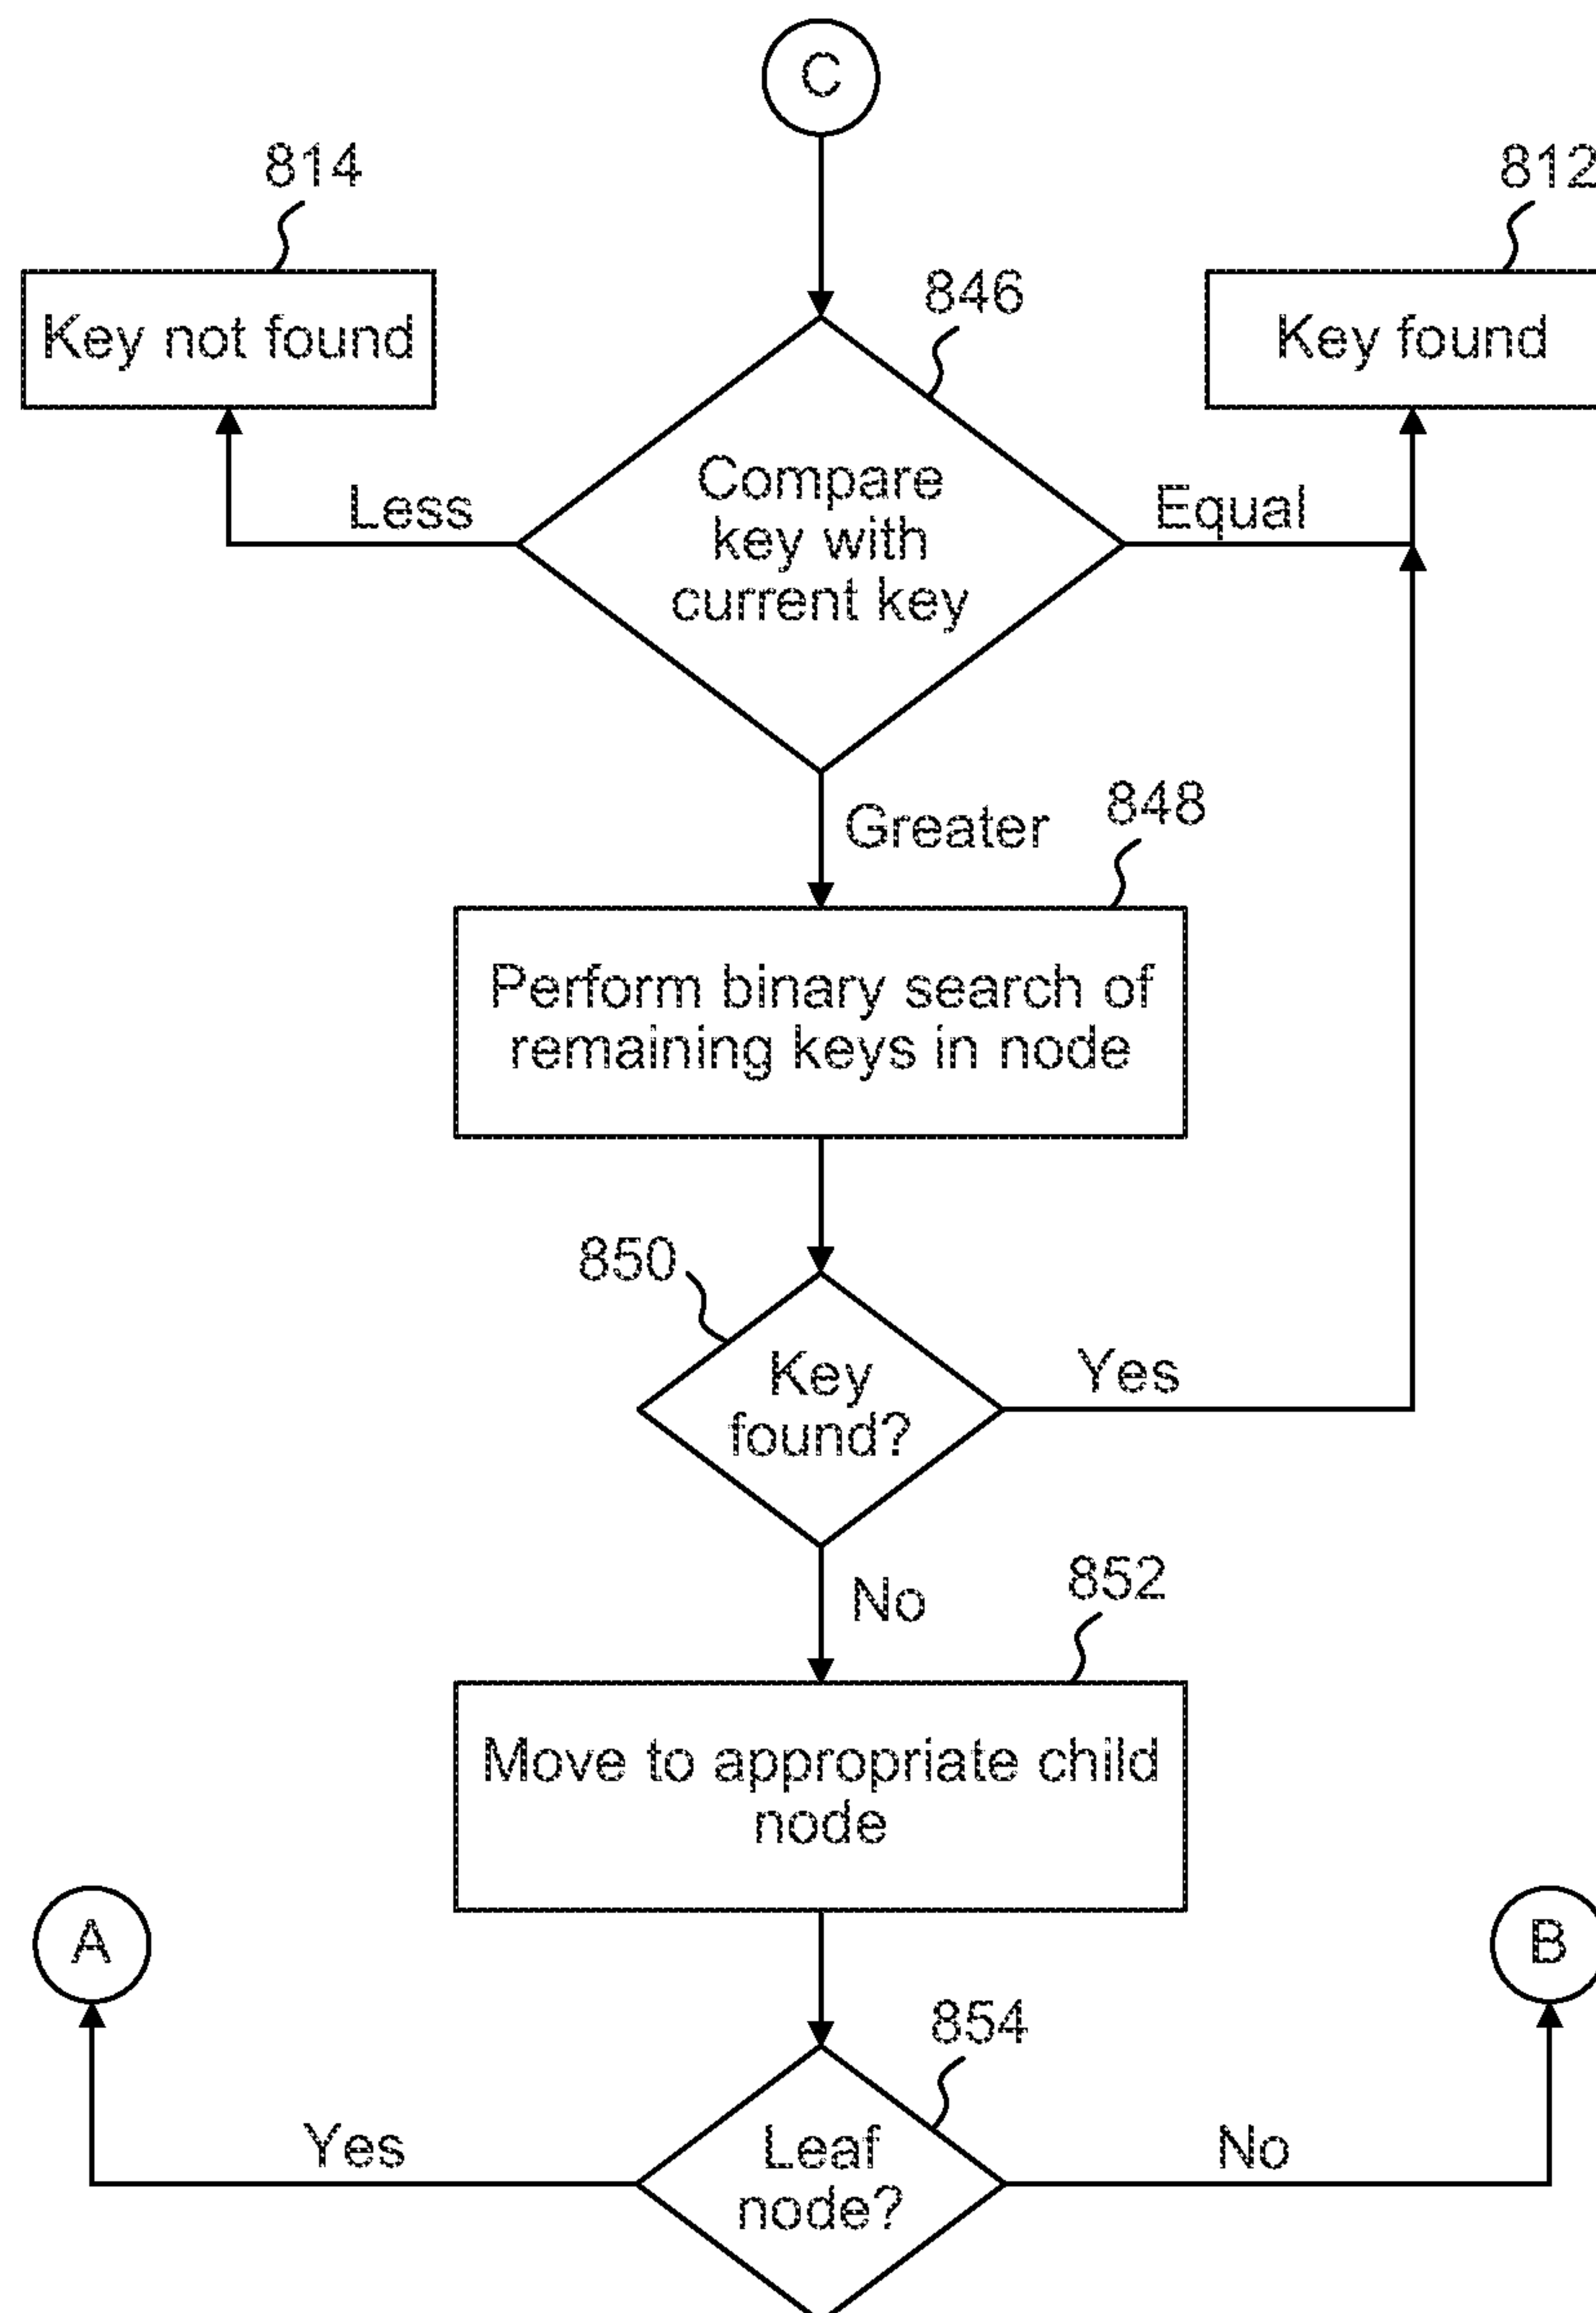 C
814
812
Key not found
846
Key found
Compare
key with
current key
Less
Equal
Greater
848
Perform binary search of
remaining keys in node
850
Key
found?
Yes
No
852
Move to appropriate child
node
A
B
854
Leaf
node?
Yes
No